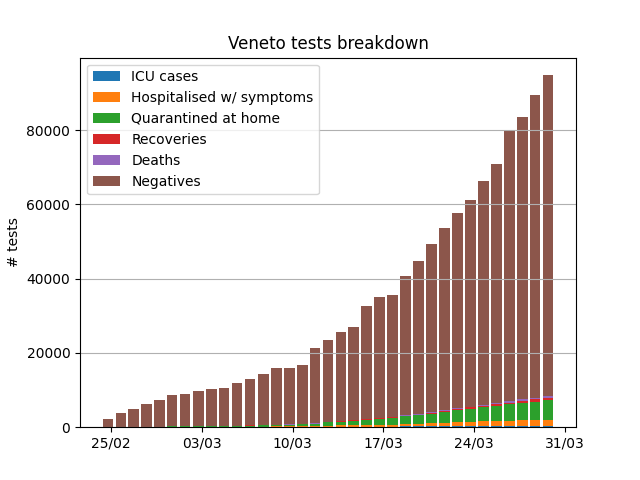 Veneto tests breakdown
ICU cases
Hospitalised w/ symptoms
Quarantined at home
Recoveries
Deaths
Negatives
# tests
80000
60000
40000
20000
0
25/02 03/03 10/03 17/03 24/03 31/03